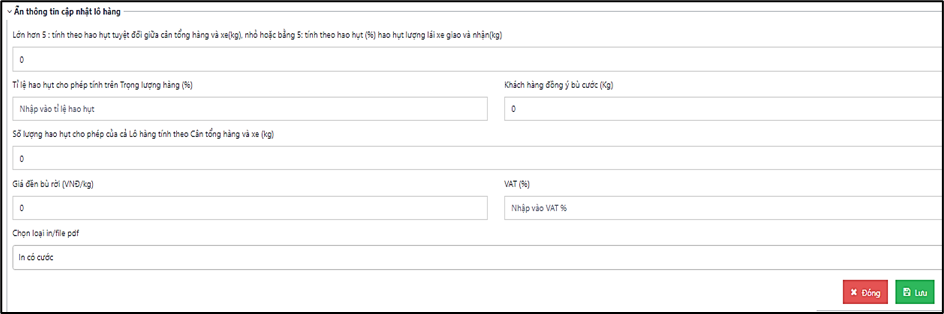 Ẩn thông tin cập nhật lô hàng
Lớn hơn 5 : tính theo hao hụt tuyệt đối giữa cân tổng hàng và xe(kg), nhỏ hoặc bằng 5: tính theo hao hụt (%) hao hụt lượng lái xe giao và nhận(kg)
0
Tỉ lệ hao hụt cho phép tính trên Trọng lượng hàng (%)
Khách hàng đồng ý bù cước (Kg)
Nhập vào tỉ lệ hao hụt
0
Số lượng hao hụt cho phép của cả Lô hàng tính theo Cân tổng hàng và xe (kg)
0
Giá đền bù rời (VNĐ/kg)
VAT (%)
0
Nhập vào VAT %
Chọn loại in/file pdf
In có cước
Đóng
Lưu